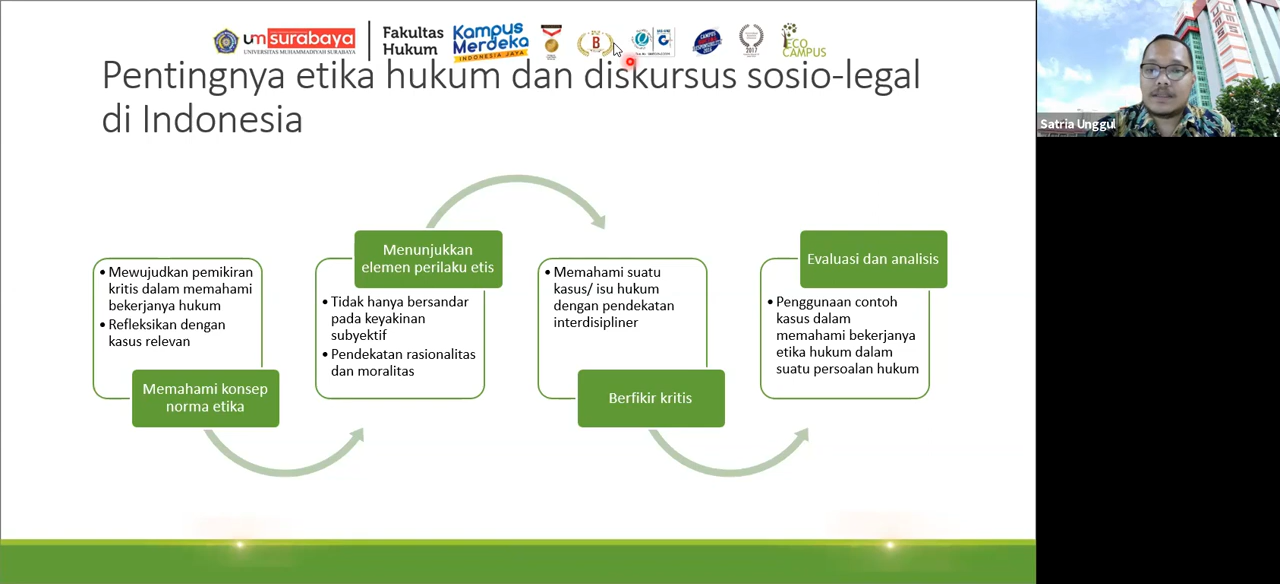 um surabaya
UNIVERSITAS MUHAMMADIYAH SURABAYA
Fakultas
Hukum
Kampus
Merdeka
INDONESIA JAYA
B
2017
ECO
CAMPUS
Pentingnya etika hukum dan diskursus sosio-legal
di Indonesia
• Mewujudkan pemikiran
kritis dalam memahami
bekerjanya hukum
• Refleksikan dengan
kasus relevan
Memahami konsep
norma etika
Menunjukkan
elemen perilaku etis
• Tidak hanya bersandar
pada keyakinan
subyektif
• Pendekatan rasionalitas
dan moralitas
• Memahami suatu
kasus/ isu hukum
dengan pendekatan
interdisipliner
Berfikir kritis
Evaluasi dan analisis
• Penggunaan contoh
kasus dalam
memahami bekerjanya
etika hukum dalam
suatu persoalan hukum
Satria Unggul